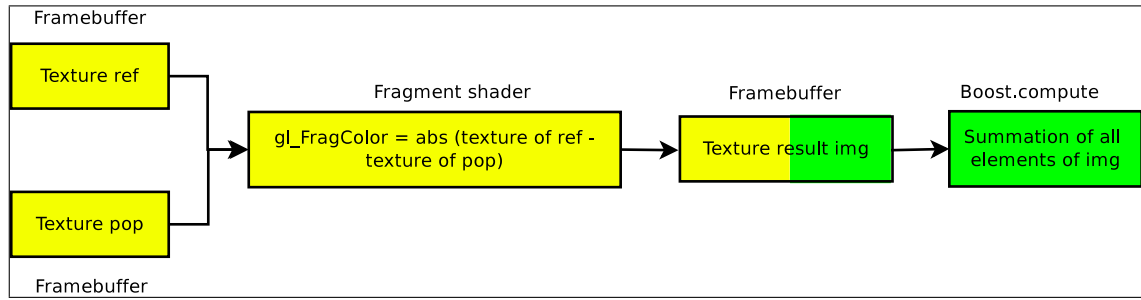 Framebuffer
Texture ref
Texture pop
Framebuffer
Fragment shader
gl_FragColor = abs (texture of ref -
texture of pop)
Framebuffer
Texture result img
Boost.compute
Summation of all
elements of img